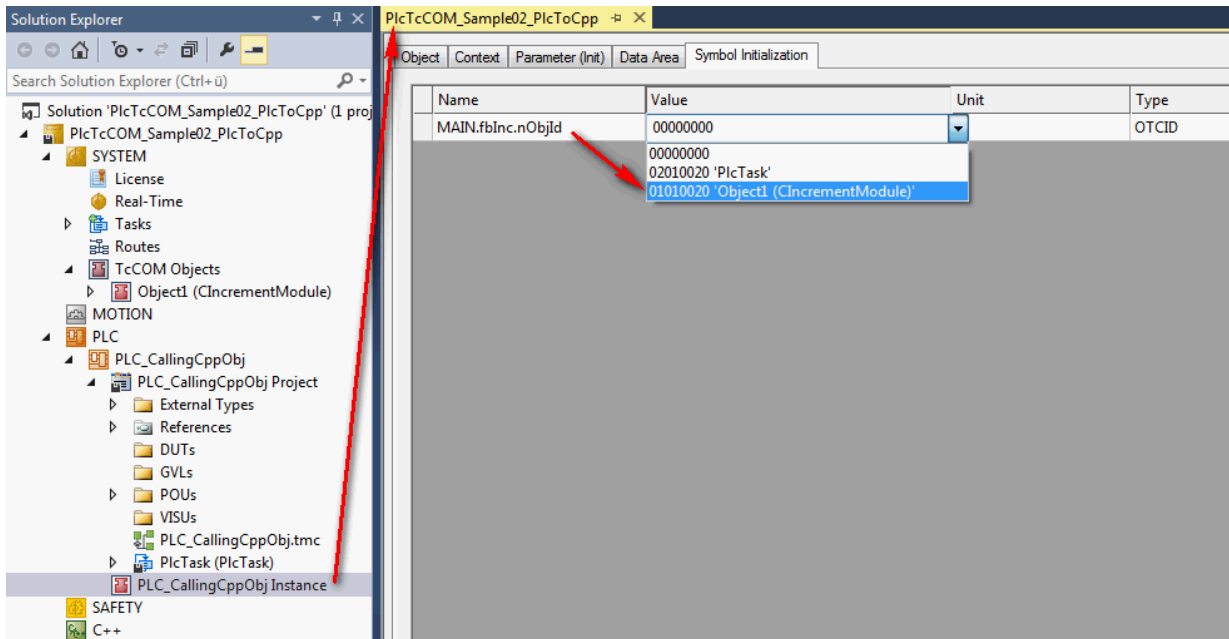 Solution Explorer
Search Solution Explorer (Ctrl+ü)
Solution 'PlcTcCOM_Sample02_PlcToCpp' (1 proj
PlcTcCOM_Sample02_PlcToCpp
SYSTEM
License
Real-Time
Tasks
Routes
TcCOM Objects
Object1 (CIncrementModule)
MOTION
PLC
PLC_CallingCppObj
PLC_CallingCppObj Project
External Types
References
DUTs
GVLs
POUs
VISUs
PLC_CallingCppObj.tmc
PlcTask (PlcTask)
PLC_CallingCppObj Instance
SAFETY
C++
PlcTcCOM_Sample02_PlcToCpp
Object Context Parameter (Init) Data Area Symbol Initialization
Name Value Unit Type
MAIN.fbInc.nObjId 00000000 OTCID
00000000
02010020 'PlcTask'
01010020 'Object1 (CIncrementModule)'